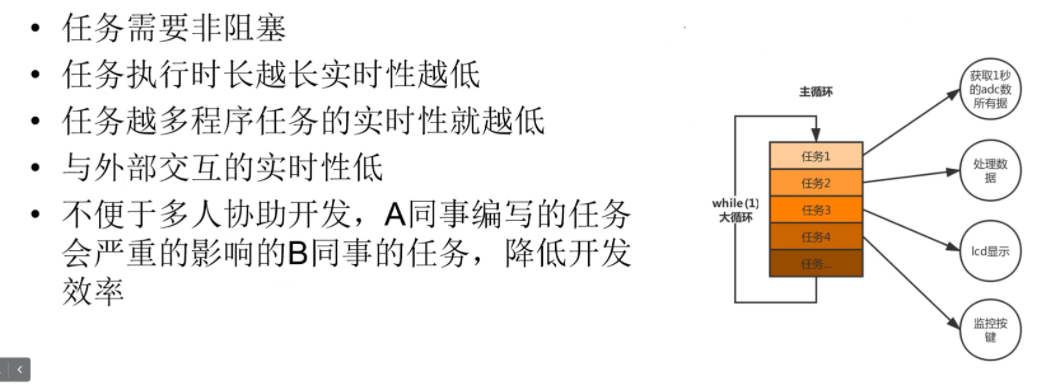 • 任务需要非阻塞
• 任务执行时长越长实时性越低
• 任务越多程序任务的实时性就越低
• 与外部交互的实时性低
• 不便于多人协助开发，A同事编写的任务
会严重的影响的B同事的任务，降低开发
效率
主循环
while(1)
大循环
任务1
任务2
任务3
任务4
任务...
获取1秒
的adc数
所有据
处理数
据
lcd显示
监控按
键